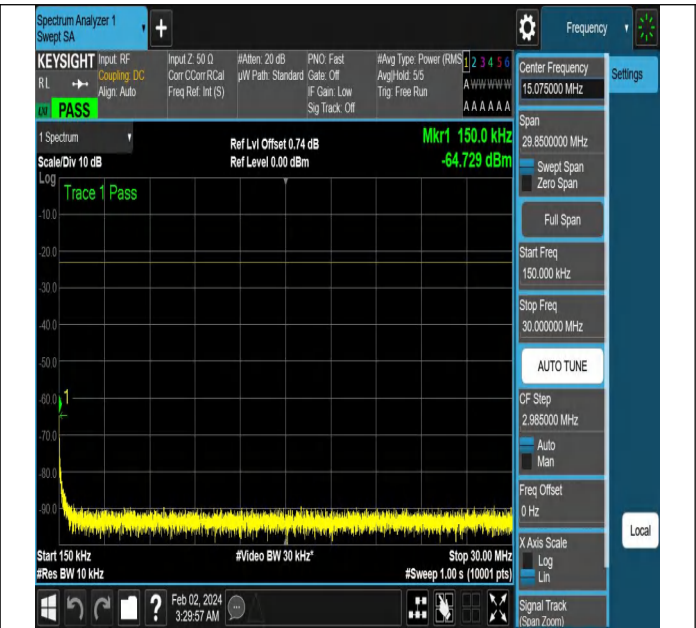 Spectrum Analyzer 1
Swept SA
+
Frequency
KEYSIGHT
RL
Input: RF
Coupling: DC
Align: Auto
Input Z: 50 Ω
Corr CCorr RCal
Freq Ref: Int (S)
#Atten: 20 dB
µW Path: Standard
PNO: Fast
Gate: Off
IF Gain: Low
Sig Track: Off
#Avg Type: Power (RMS
Avg|Hold: 5/5
Trig: Free Run
1 2 3 4 5 6
A W W W W W
A A A A A A
PASS
1 Spectrum
Scale/Div 10 dB
Ref Lvl Offset 0.74 dB
Ref Level 0.00 dBm
Mkr1 150.0 kHz
-64.729 dBm
Log
Trace 1 Pass
-10.0
-20.0
-30.0
-40.0
-50.0
-60.0
1
-70.0
-80.0
-90.0
Start 150 kHz
#Res BW 10 kHz
#Video BW 30 kHz*
Stop 30.00 MHz
#Sweep 1.00 s (10001 pts)
?
Feb 02, 2024
3:29:57 AM
Center Frequency
15.075000 MHz
Settings
Span
29.8500000 MHz
Swept Span
Zero Span
Full Span
Start Freq
150.000 kHz
Stop Freq
30.000000 MHz
AUTO TUNE
CF Step
2.985000 MHz
Auto
Man
Freq Offset
0 Hz
X Axis Scale
Log
Lin
Local
Signal Track
(Span Zoom)